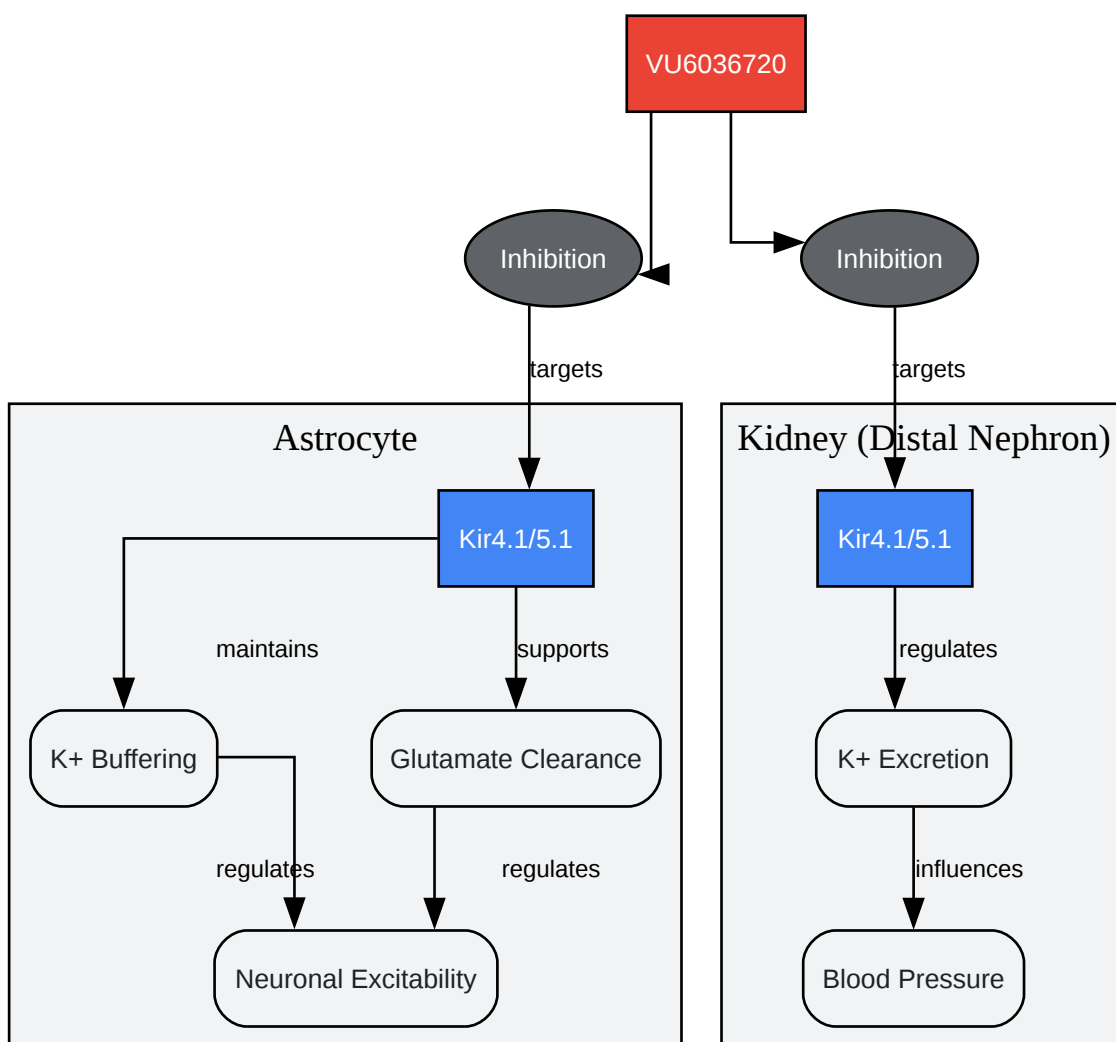 VU6036720
Inhibition
Inhibition
targets
targets
Astrocyte
Kidney (Distal Nephron)
Kir4.1/5.1
Kir4.1/5.1
maintains
supports
regulates
K+ Buffering
Glutamate Clearance
K+ Excretion
regulates
regulates
influences
Neuronal Excitability
Blood Pressure